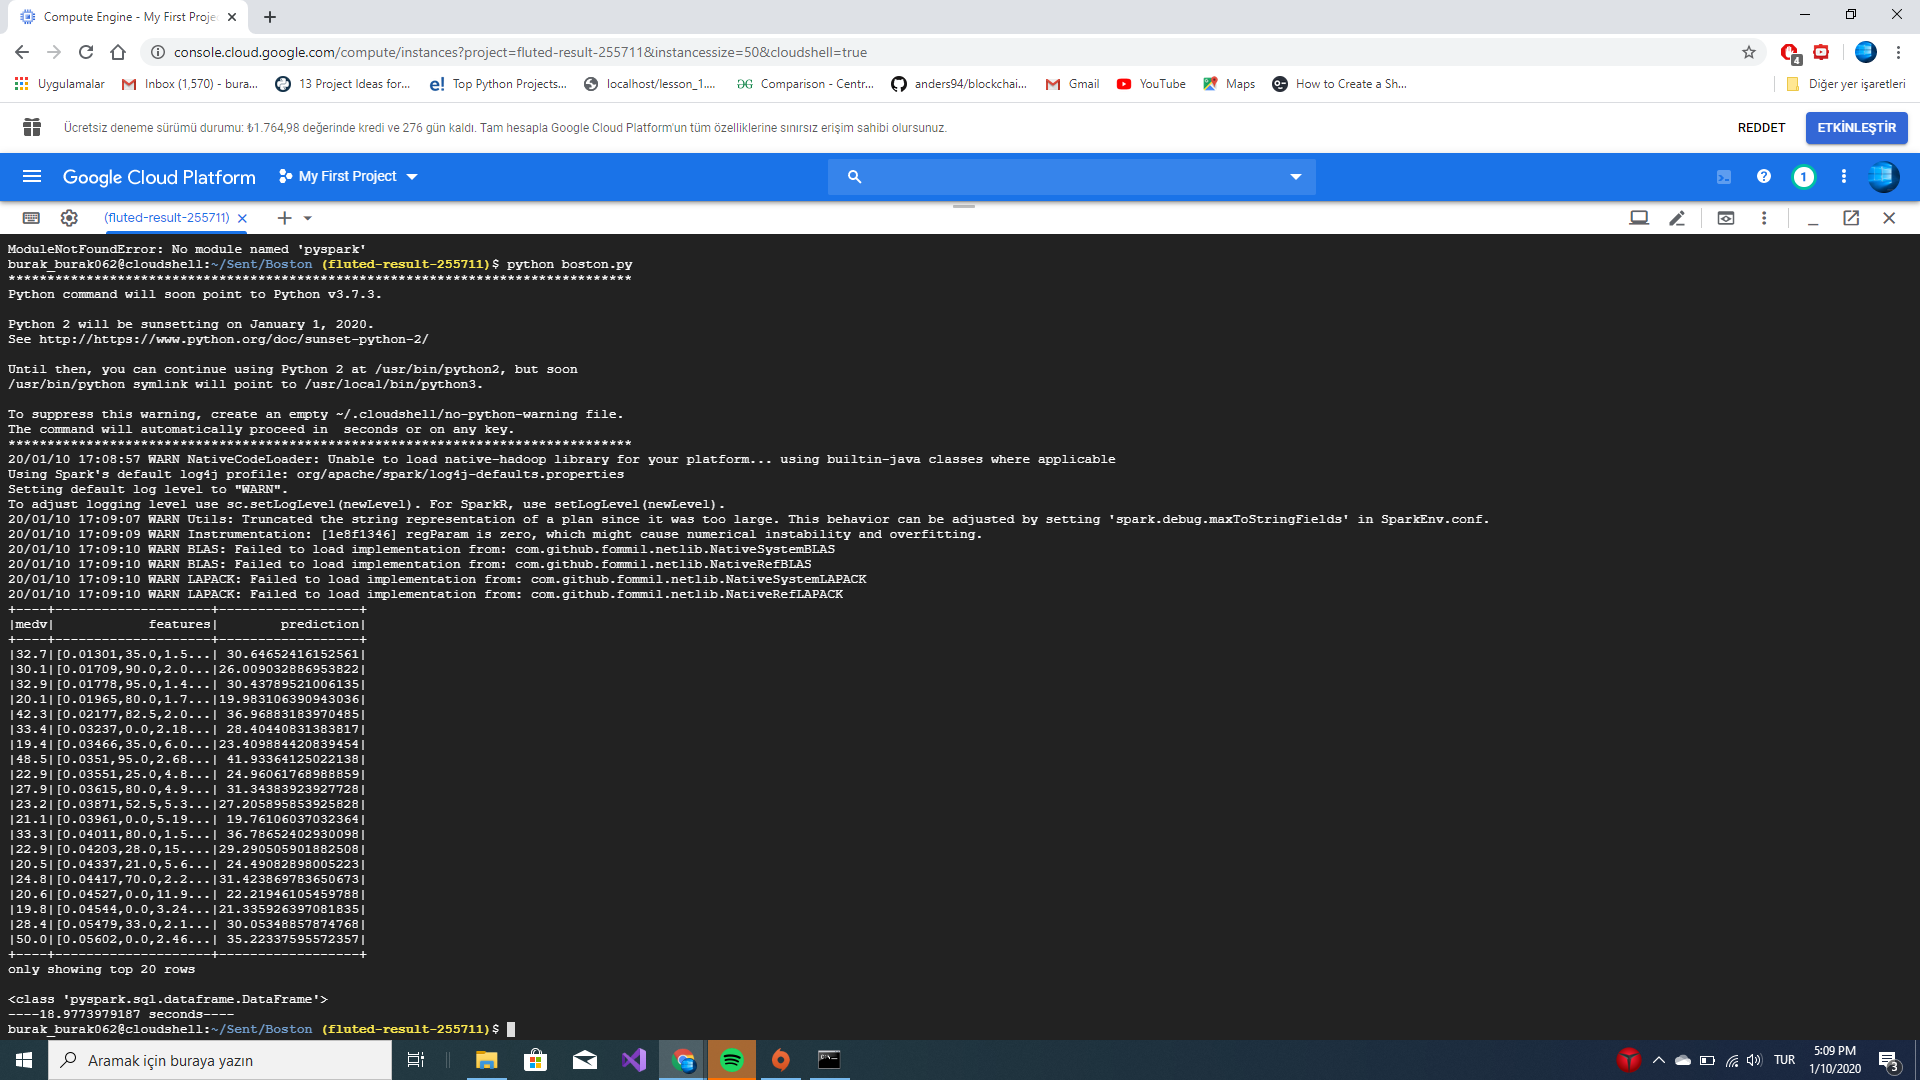 Compute Engine - My First Proje
console.cloud.google.com/compute/instances?project=fluted-result-255711&instancessize=50&cloudshell=true
4
Uygulamalar
Inbox (1,570) - bura...
13 Project Ideas for...
Top Python Projects...
localhost/lesson_1....
Comparison - Centr...
anders94/blockchai...
Gmail
YouTube
Maps
How to Create a Sh...
Diğer yer işaretleri
Ücretsiz deneme sürümü durumu: ₺1.764,98 değerinde kredi ve 276 gün kaldı. Tam hesapla Google Cloud Platform'un tüm özelliklerine sınırsız erişim sahibi olursunuz.
REDDET
ETKİNLEŞTİR
Google Cloud Platform
My First Project
1
(fluted-result-255711)
ModuleNotFoundError: No module named 'pyspark'
burak_burak062@cloudshell:~/Sent/Boston (fluted-result-255711)$ python boston.py
********************************************************************************
Python command will soon point to Python v3.7.3.
Python 2 will be sunsetting on January 1, 2020.
See http://https://www.python.org/doc/sunset-python-2/
Until then, you can continue using Python 2 at /usr/bin/python2, but soon
/usr/bin/python symlink will point to /usr/local/bin/python3.
To suppress this warning, create an empty ~/.cloudshell/no-python-warning file.
The command will automatically proceed in  seconds or on any key.
********************************************************************************
20/01/10 17:08:57 WARN NativeCodeLoader: Unable to load native-hadoop library for your platform... using builtin-java classes where applicable
Using Spark's default log4j profile: org/apache/spark/log4j-defaults.properties
Setting default log level to "WARN".
To adjust logging level use sc.setLogLevel(newLevel). For SparkR, use setLogLevel(newLevel).
20/01/10 17:09:07 WARN Utils: Truncated the string representation of a plan since it was too large. This behavior can be adjusted by setting 'spark.debug.maxToStringFields' in SparkEnv.conf.
20/01/10 17:09:09 WARN Instrumentation: [1e8f1346] regParam is zero, which might cause numerical instability and overfitting.
20/01/10 17:09:10 WARN BLAS: Failed to load implementation from: com.github.fommil.netlib.NativeSystemBLAS
20/01/10 17:09:10 WARN BLAS: Failed to load implementation from: com.github.fommil.netlib.NativeRefBLAS
20/01/10 17:09:10 WARN LAPACK: Failed to load implementation from: com.github.fommil.netlib.NativeSystemLAPACK
20/01/10 17:09:10 WARN LAPACK: Failed to load implementation from: com.github.fommil.netlib.NativeRefLAPACK
+----+--------------------+------------------+
|medv|            features|        prediction|
+----+--------------------+------------------+
|32.7|[0.01301,35.0,1.5...| 30.64652416152561|
|30.1|[0.01709,90.0,2.0...|26.009032886953822|
|32.9|[0.01778,95.0,1.4...| 30.43789521006135|
|20.1|[0.01965,80.0,1.7...|19.983106390943036|
|42.3|[0.02177,82.5,2.0...| 36.96883183970485|
|33.4|[0.03237,0.0,2.18...| 28.40440831383817|
|19.4|[0.03466,35.0,6.0...|23.409884420839454|
|48.5|[0.0351,95.0,2.68...| 41.93364125022138|
|22.9|[0.03551,25.0,4.8...| 24.96061768988859|
|27.9|[0.03615,80.0,4.9...| 31.34383923927728|
|23.2|[0.03871,52.5,5.3...|27.205895853925828|
|21.1|[0.03961,0.0,5.19...| 19.76106037032364|
|33.3|[0.04011,80.0,1.5...| 36.78652402930098|
|22.9|[0.04203,28.0,15....|29.290505901882508|
|20.5|[0.04337,21.0,5.6...| 24.49082898005223|
|24.8|[0.04417,70.0,2.2...|31.423869783650673|
|20.6|[0.04527,0.0,11.9...| 22.21946105459788|
|19.8|[0.04544,0.0,3.24...|21.335926397081835|
|28.4|[0.05479,33.0,2.1...| 30.05348857874768|
|50.0|[0.05602,0.0,2.46...| 35.22337595572357|
+----+--------------------+------------------+
only showing top 20 rows
<class 'pyspark.sql.dataframe.DataFrame'>
----18.9773979187 seconds----
burak_burak062@cloudshell:~/Sent/Boston (fluted-result-255711)$
Aramak için buraya yazın
TUR
5:09 PM
1/10/2020
3